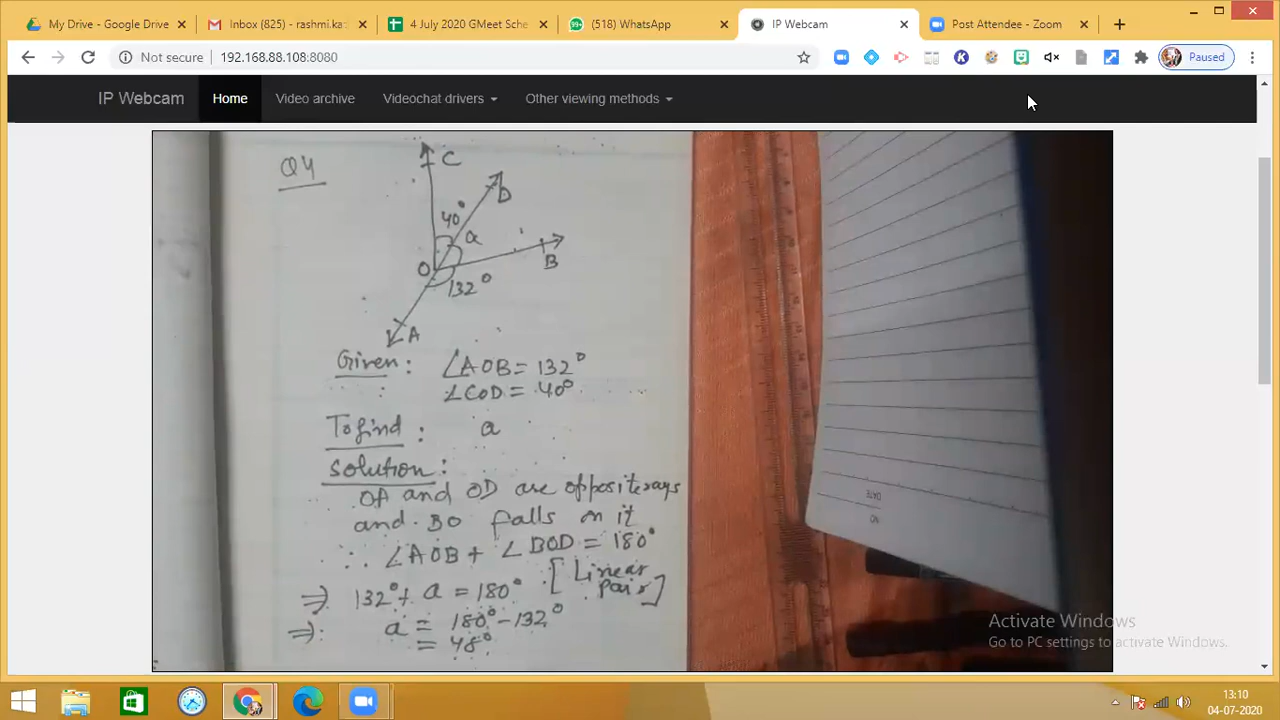 My Drive - Google Drive
Inbox (825) - rashmi.ka
4 July 2020 GMeet Sche
99+
(518) WhatsApp
IP Webcam
Post Attendee - Zoom
Not secure
192.168.88.108:8080
Paused
IP Webcam
Home
Video archive
Videochat drivers
Other viewing methods
Q4
C
D
40°
a
O
B
132°
A
Given: ∠AOB = 132°
∠COD = 40°
To find: a
Solution:
OA and OD are opposite rays
and BO falls on it
∴ ∠AOB + ∠BOD = 180°
[Linear
pair]
⇒ 132° + a = 180°
⇒ a = 180° - 132°
= 48°
DATE
NO
Activate Windows
Go to PC settings to activate Windows.
13:10
04-07-2020